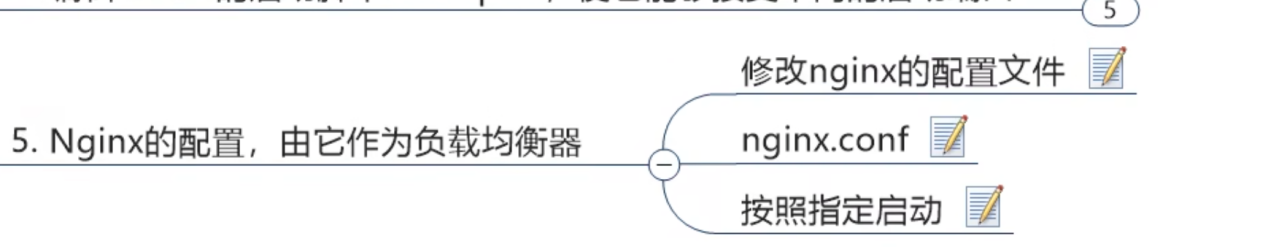 5
修改nginx的配置文件
5. Nginx的配置，由它作为负载均衡器
nginx.conf
按照指定启动